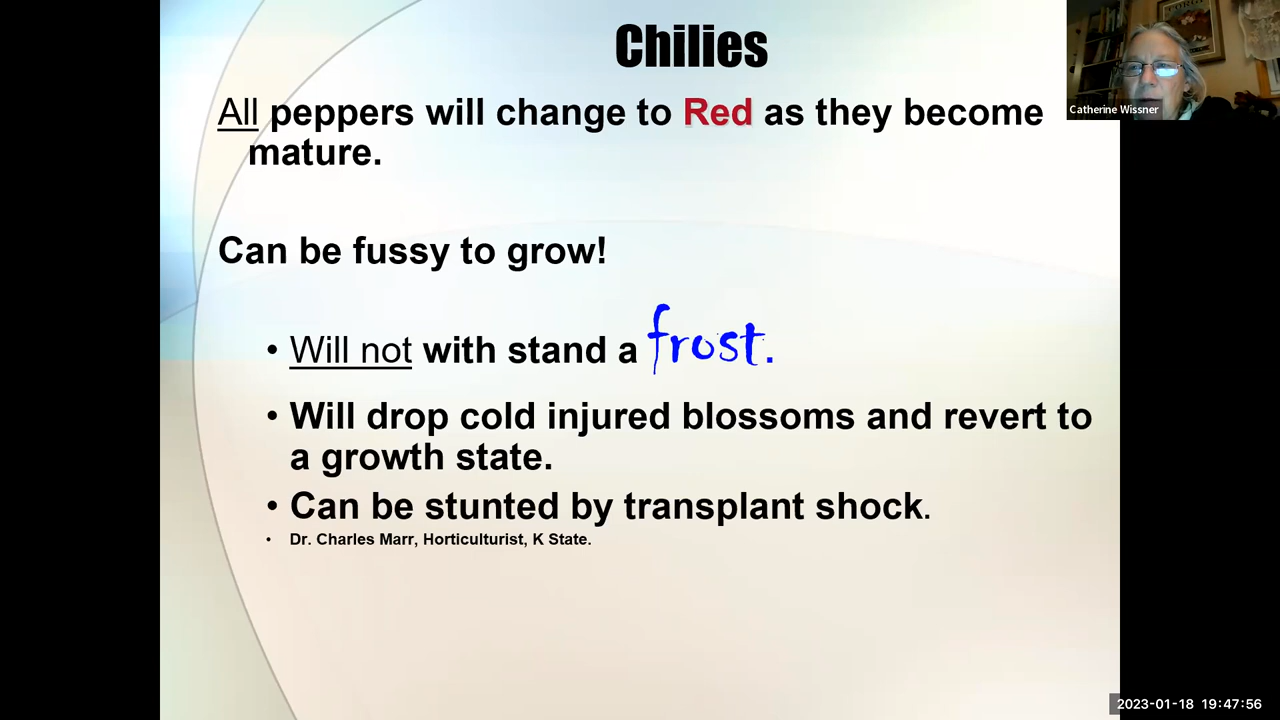 Chilies
All peppers will change to Red as they become
mature.
Can be fussy to grow!
• Will not with stand a frost.
• Will drop cold injured blossoms and revert to
a growth state.
• Can be stunted by transplant shock.
• Dr. Charles Marr, Horticulturist, K State.
Catherine Wissner
2023-01-18 19:47:56